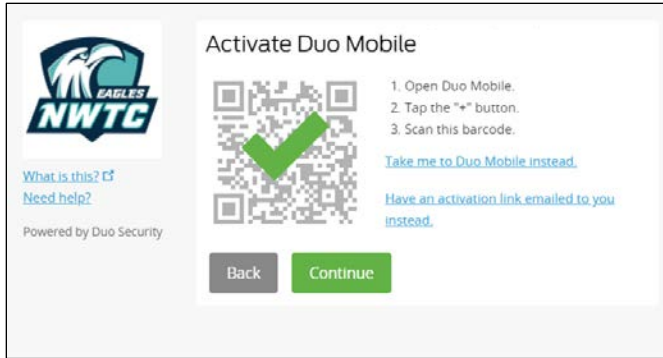 EAGLES
NWTC
What is this?
Need help?
Powered by Duo Security
Activate Duo Mobile
1. Open Duo Mobile.
2. Tap the "+" button.
3. Scan this barcode.
Take me to Duo Mobile instead.
Have an activation link emailed to you
instead.
Back
Continue